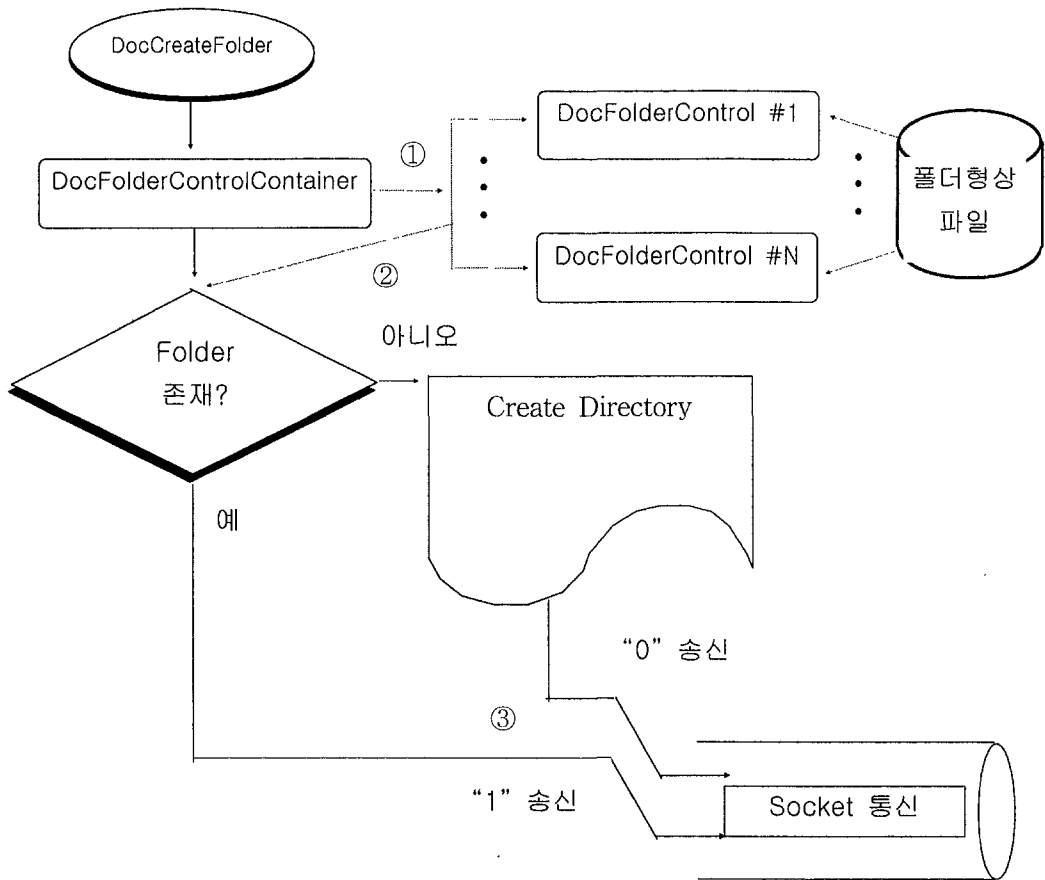 DocCreateFolder
DocFolderControlContainer
①
DocFolderControl #1
폴더형상
파일
DocFolderControl #N
②
Folder
존재?
아니오
Create Directory
예
“0” 송신
③
“1” 송신
Socket 통신